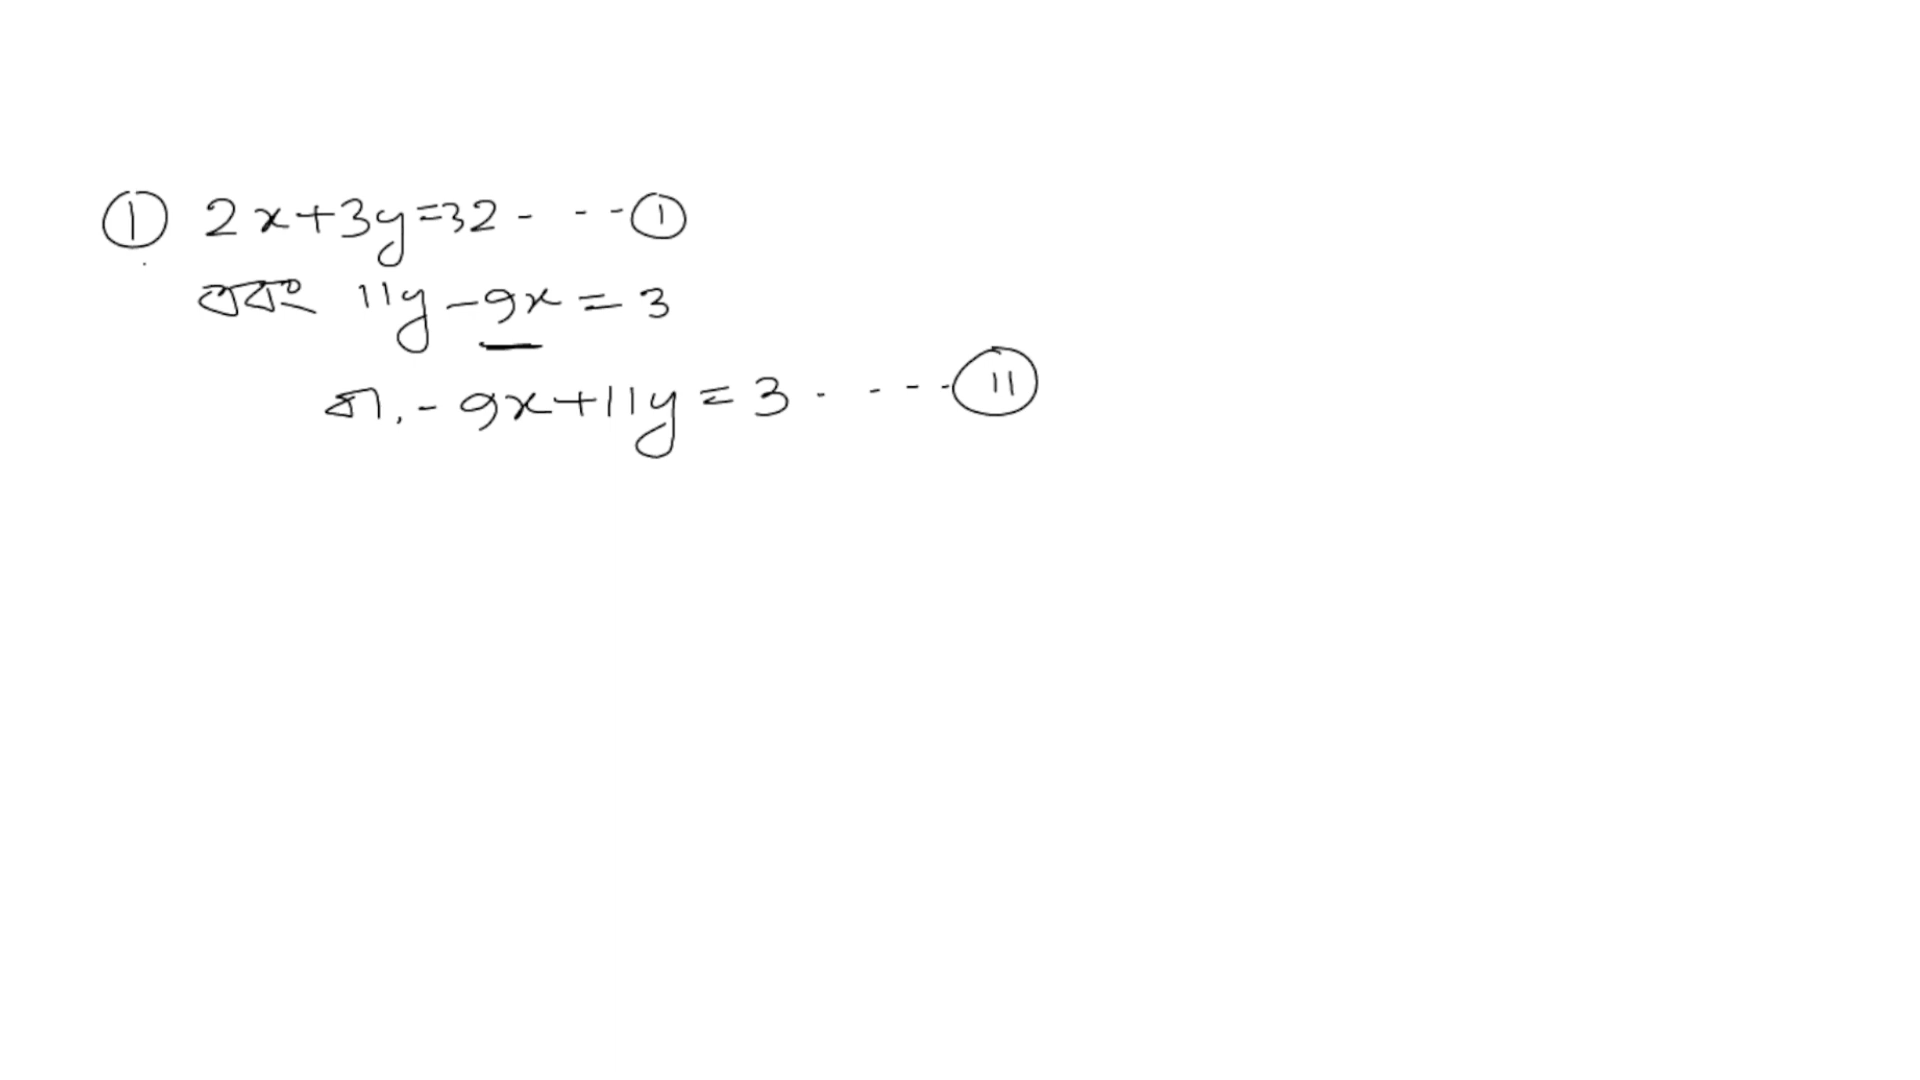 ① 2x+3y=32- - - -①
এবং 11y-9x=3
বা,-9x+11y=3. - - - -⑪